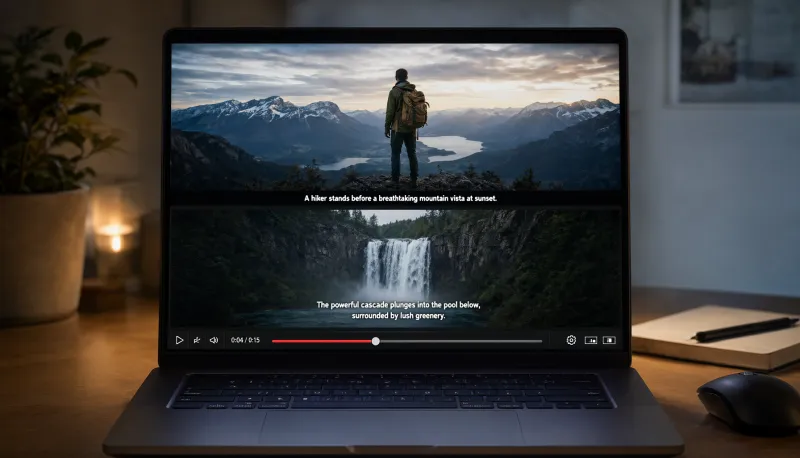 A hiker stands before a breathtaking mountain vista at sunset.
The powerful cascade plunges into the pool below,
surrounded by lush greenery.
0:04 / 0:15